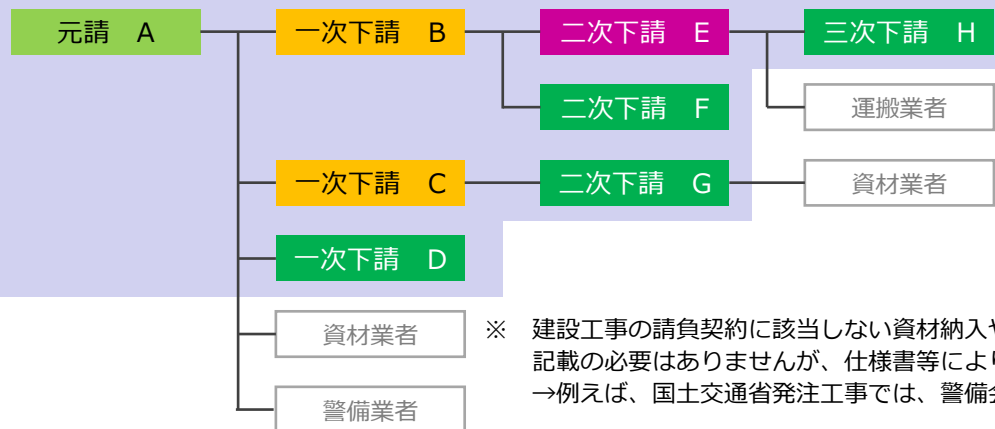 元請　A
一次下請　B
二次下請　E
三次下請　H
二次下請　F
運搬業者
一次下請　C
二次下請　G
資材業者
一次下請　D
資材業者
警備業者
※　建設工事の請負契約に該当しない資材納入や
記載の必要はありませんが、仕様書等により
→例えば、国土交通省発注工事では、警備会